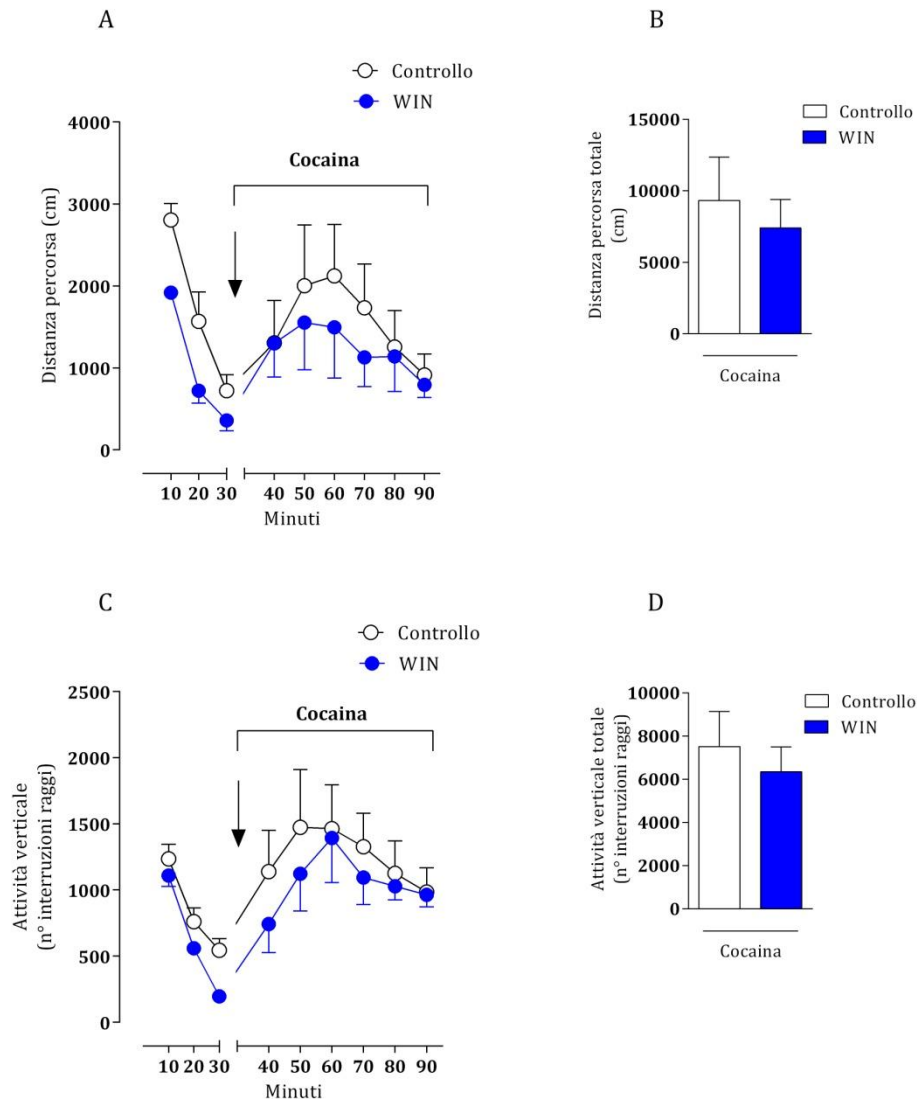 A
Controllo
WIN
4000
3000
2000
1000
0
Distanza percorsa (cm)
Cocaina
10 20 30 40 50 60 70 80 90
Minuti
B
Controllo
WIN
15000
10000
5000
0
Distanza percorsa totale
(cm)
Cocaina
C
Controllo
WIN
2500
2000
1500
1000
500
0
Attività verticale
(n° interruzioni raggi)
Cocaina
10 20 30 40 50 60 70 80 90
Minuti
D
Controllo
WIN
10000
8000
6000
4000
2000
0
Attività verticale totale
(n° interruzioni raggi)
Cocaina